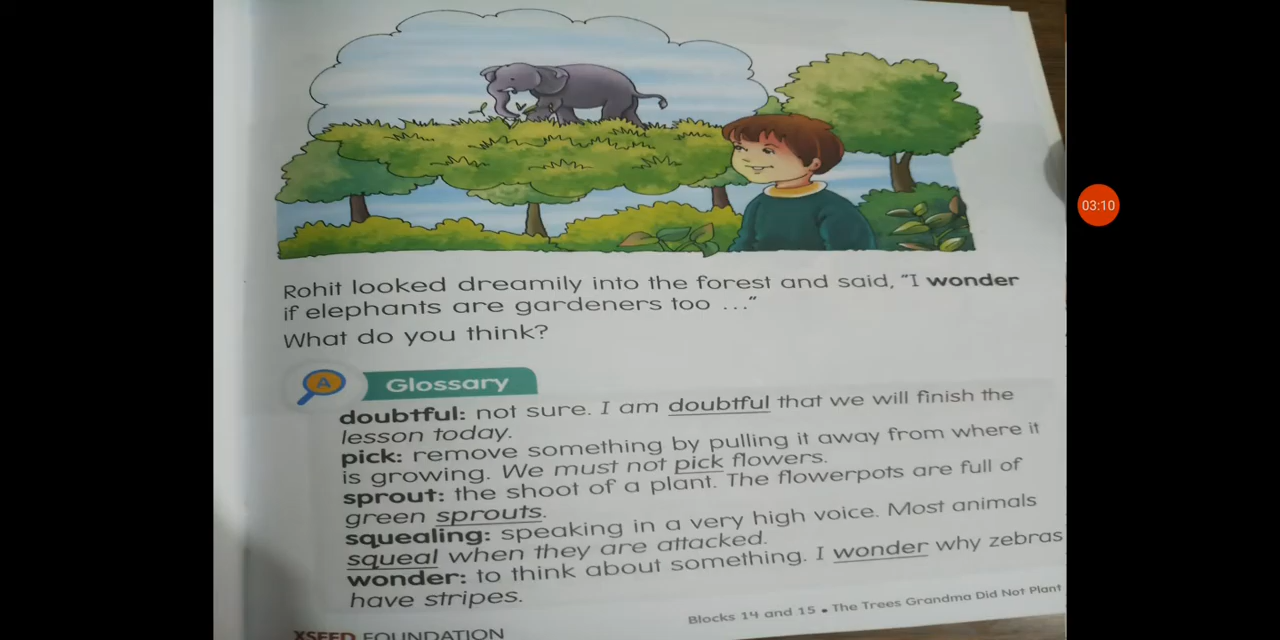 Rohit looked dreamily into the forest and said, "I wonder
if elephants are gardeners too ..."
What do you think?
A
Glossary
doubtful: not sure. I am doubtful that we will finish the
lesson today.
pick: remove something by pulling it away from where it
is growing. We must not pick flowers.
sprout: the shoot of a plant. The flowerpots are full of
green sprouts.
squealing: speaking in a very high voice. Most animals
squeal when they are attacked.
wonder: to think about something. I wonder why zebras
have stripes.
Blocks 14 and 15 • The Trees Grandma Did Not Plant
XSEED FOUNDATION
03:10